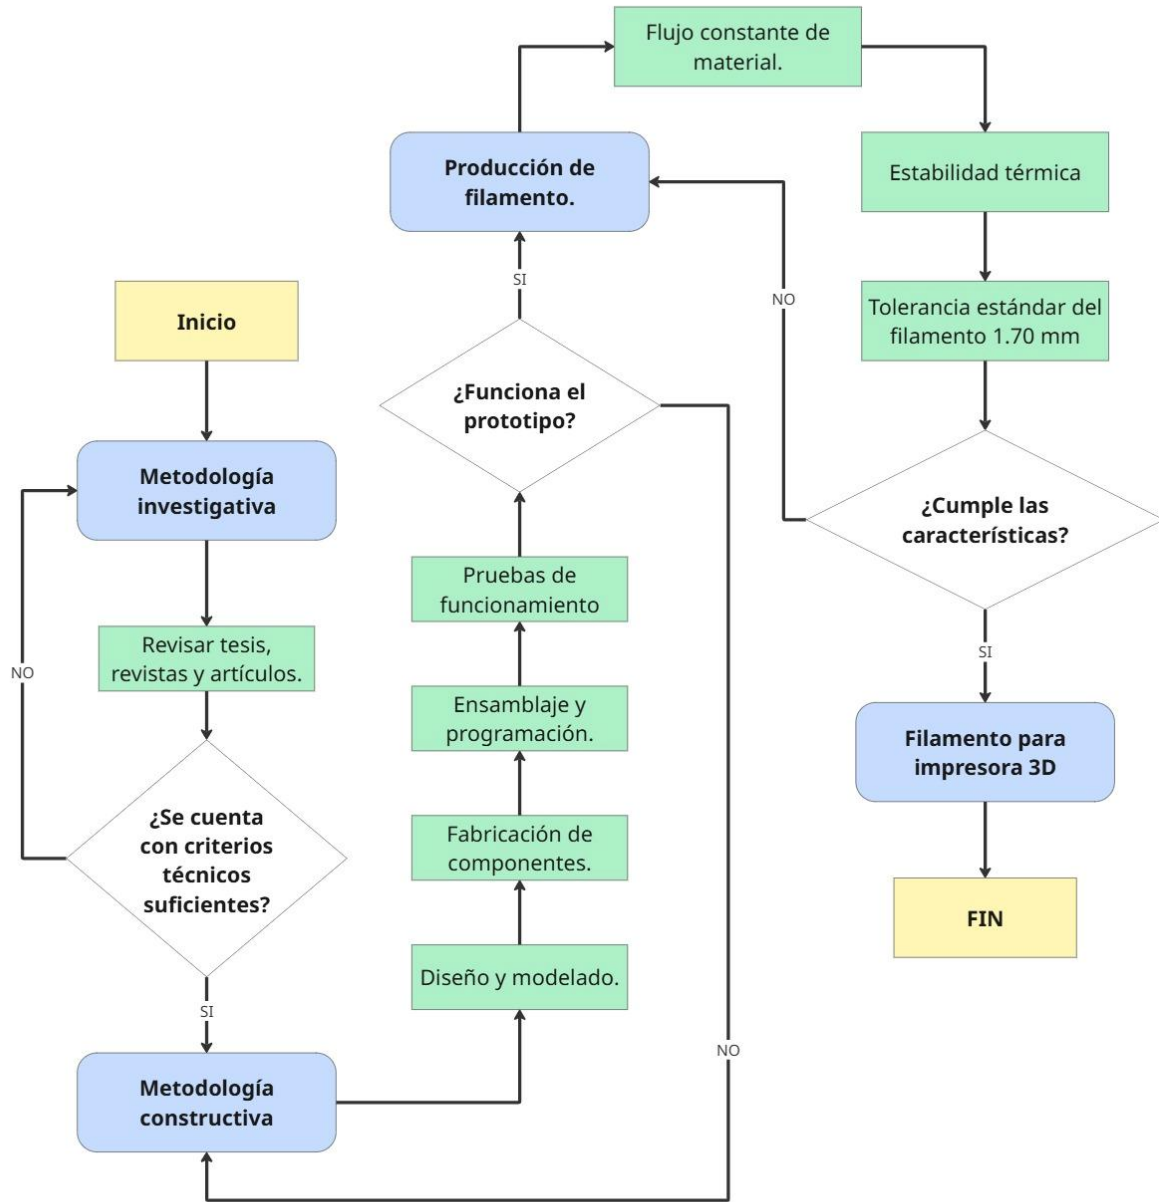 Inicio
Metodología
investigativa
Revisar tesis,
revistas y artículos.
NO
¿Se cuenta
con criterios
técnicos
suficientes?
SI
Metodología
constructiva
Diseño y modelado.
Fabricación de
componentes.
Ensamblaje y
programación.
Pruebas de
funcionamiento
¿Funciona el
prototipo?
NO
SI
Producción de
filamento.
Flujo constante de
material.
Estabilidad térmica
Tolerancia estándar del
filamento 1.70 mm
¿Cumple las
características?
NO
SI
Filamento para
impresora 3D
FIN